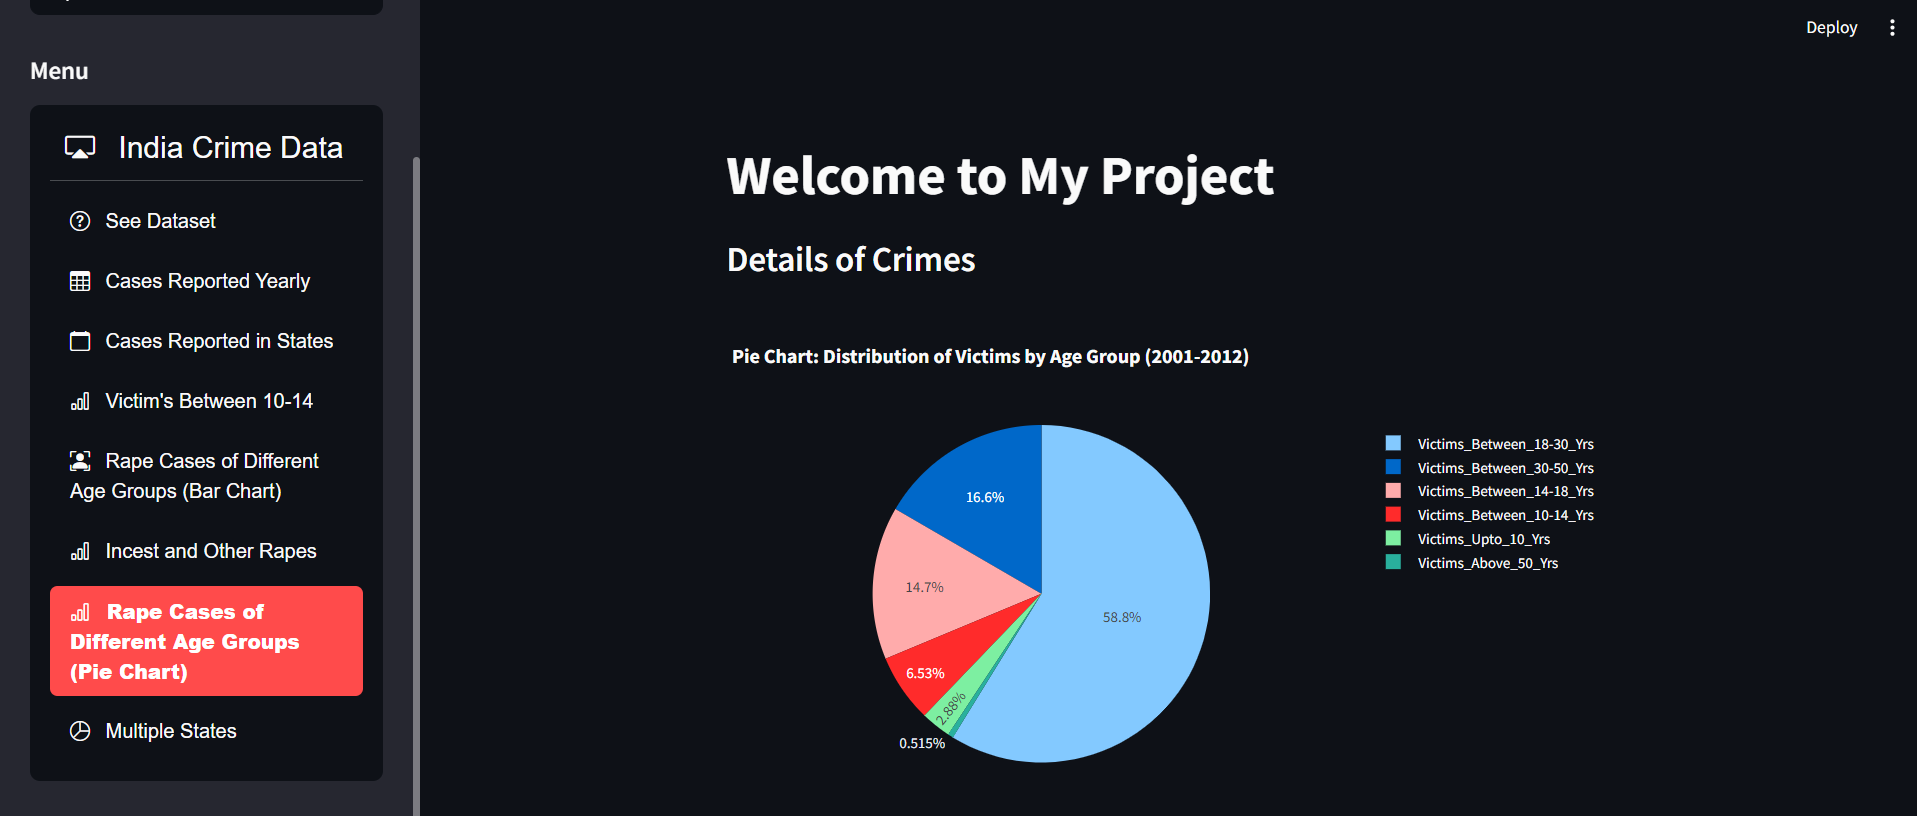 Menu
India Crime Data
See Dataset
Cases Reported Yearly
Cases Reported in States
Victim's Between 10-14
Rape Cases of Different
Age Groups (Bar Chart)
Incest and Other Rapes
Rape Cases of
Different Age Groups
(Pie Chart)
Multiple States
Deploy
Welcome to My Project
Details of Crimes
Pie Chart: Distribution of Victims by Age Group (2001-2012)
16.6%
14.7%
58.8%
6.53%
2.88%
0.515%
Victims_Between_18-30_Yrs
Victims_Between_30-50_Yrs
Victims_Between_14-18_Yrs
Victims_Between_10-14_Yrs
Victims_Upto_10_Yrs
Victims_Above_50_Yrs